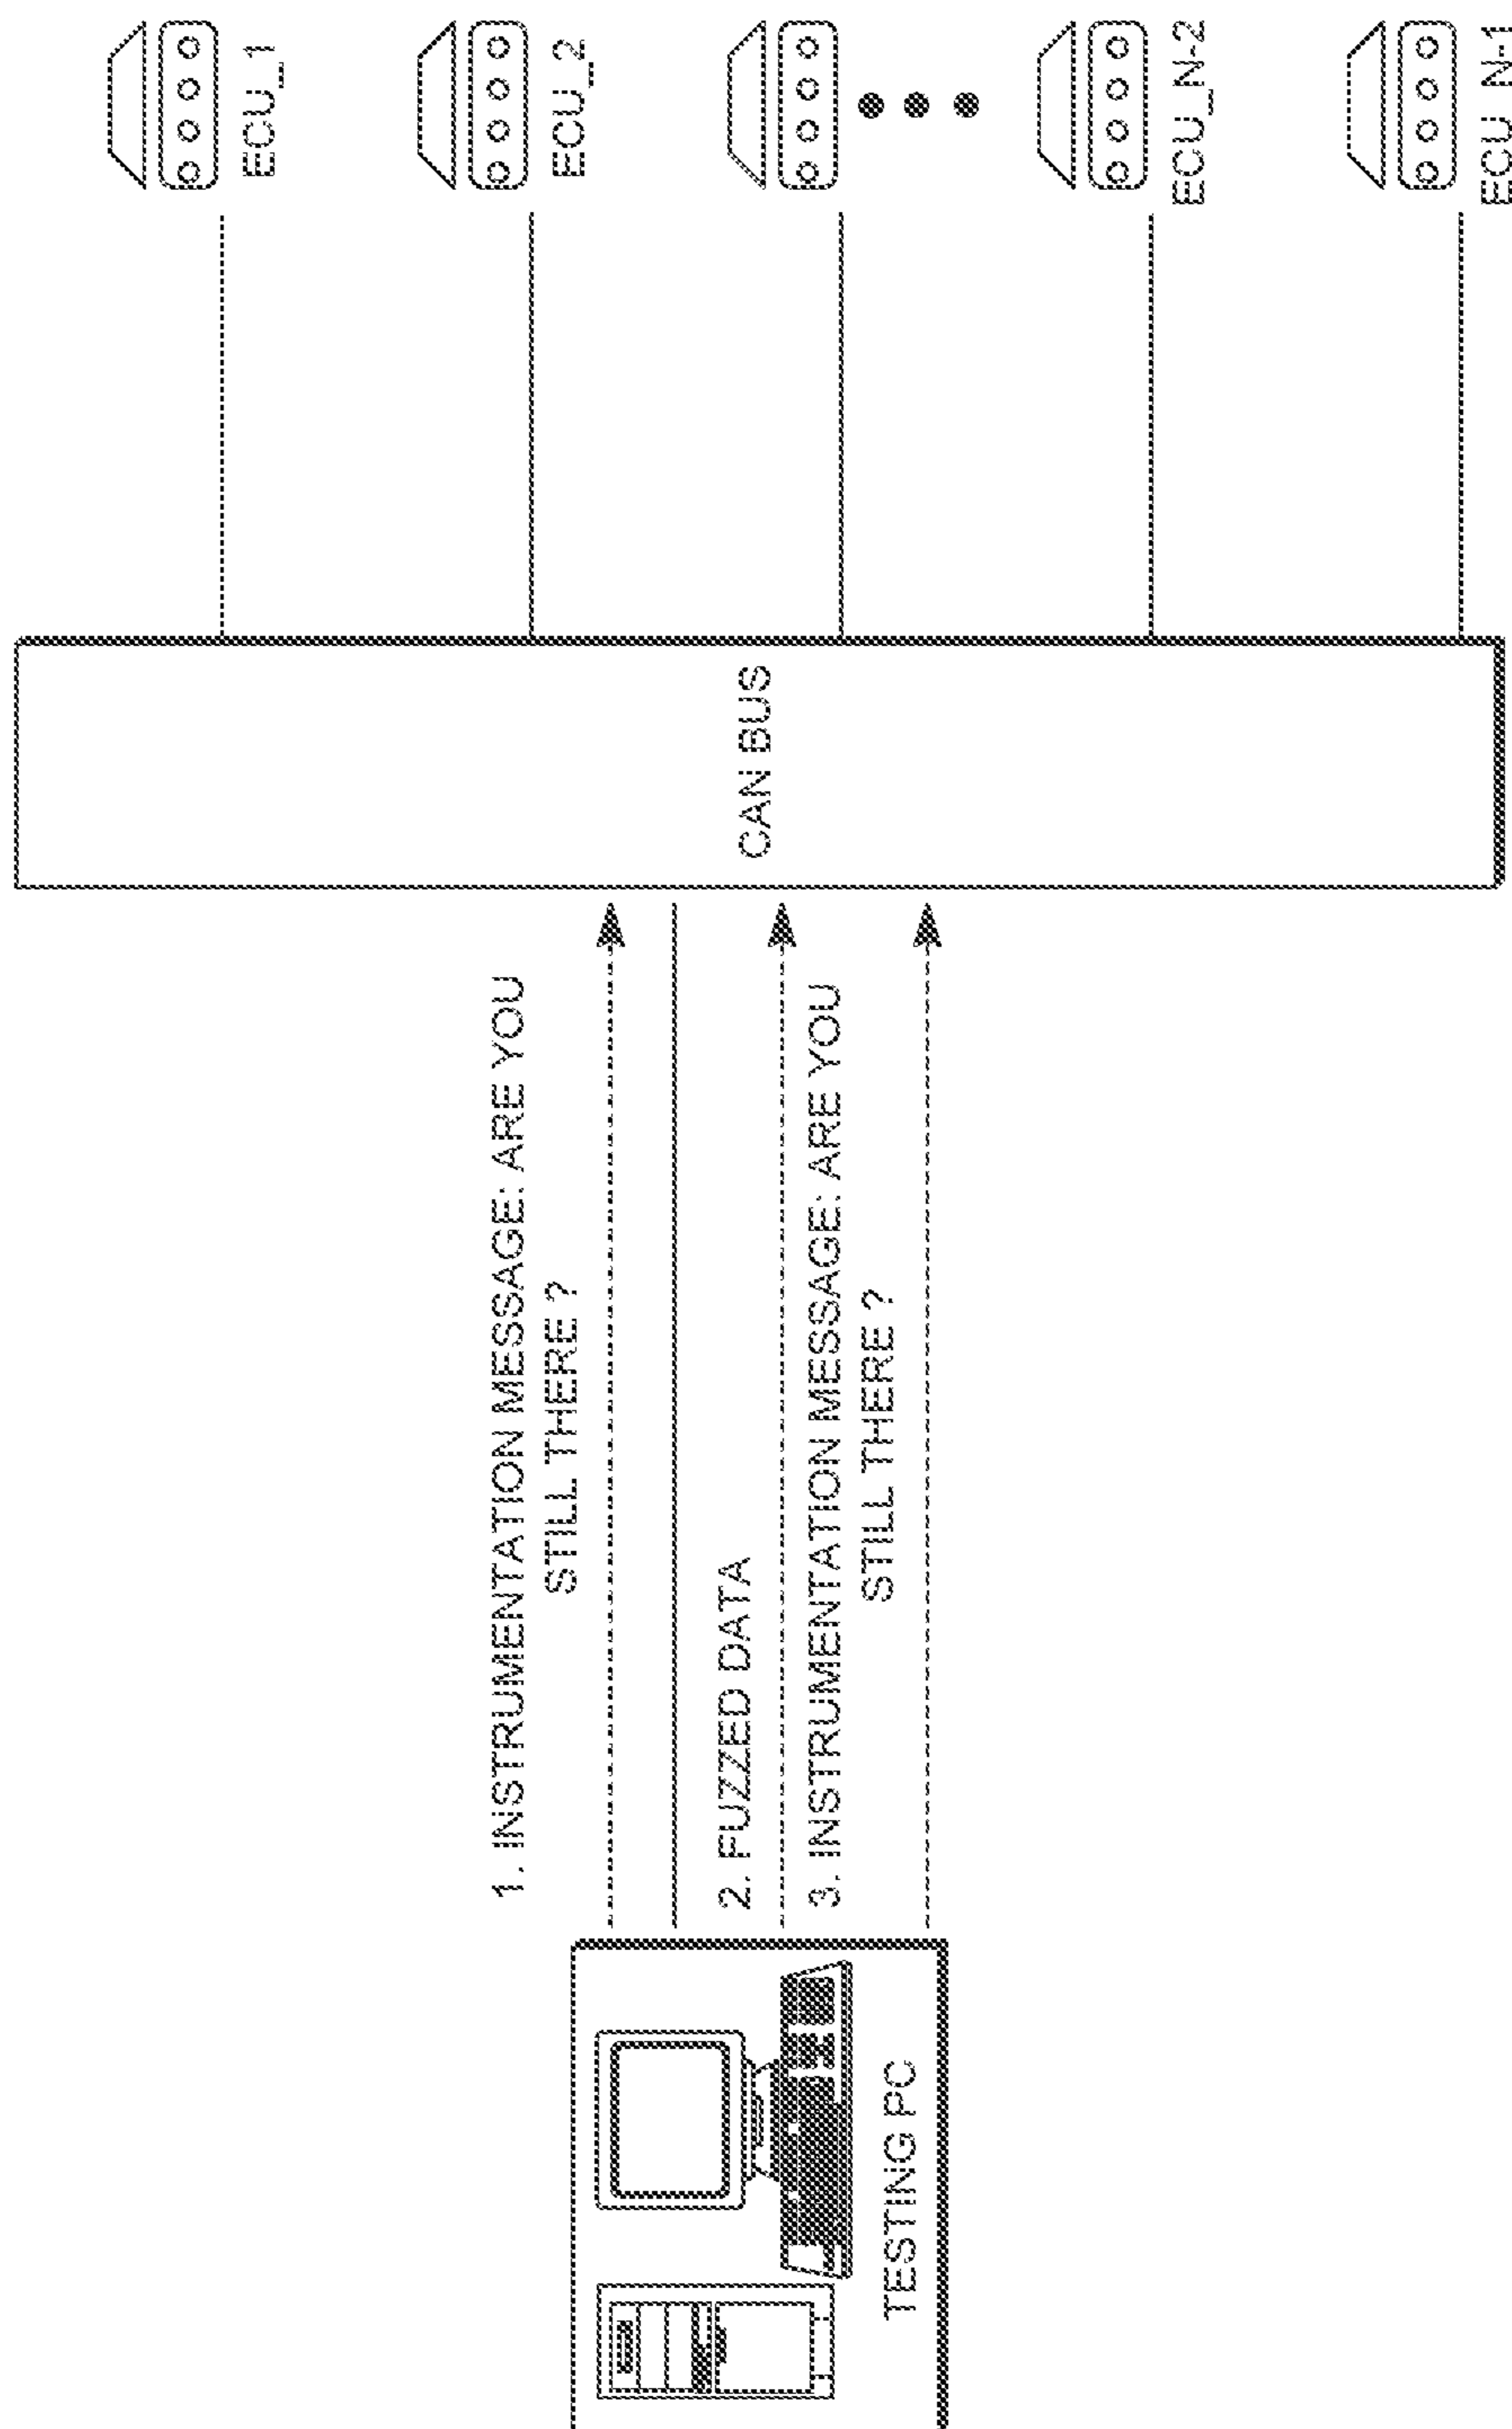 1. INSTRUMENTATION MESSAGE: ARE YOU
STILL THERE ?
2. FUZZED DATA
3. INSTRUMENTATION MESSAGE: ARE YOU
STILL THERE ?
TESTING PC
CAN BUS
ECU_1
ECU_2
ECU_N-2
ECU_N-1